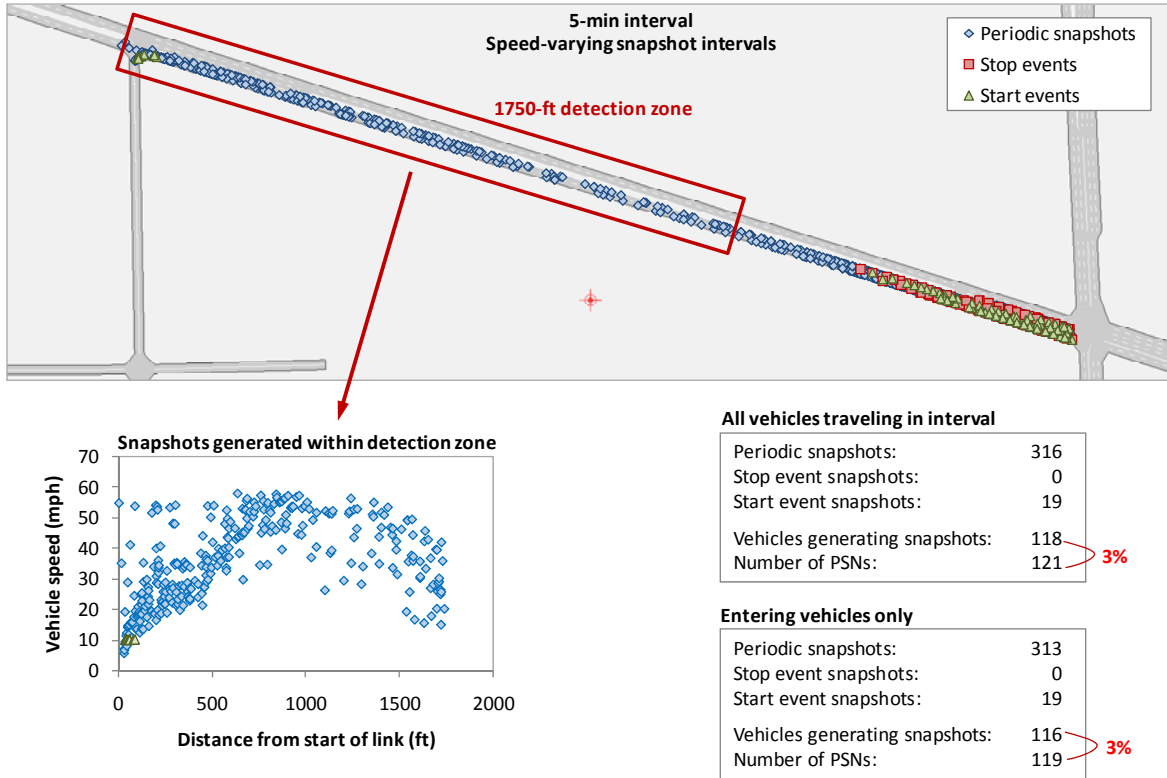 5-min interval
Speed-varying snapshot intervals
Periodic snapshots
Stop events
Start events
1750-ft detection zone
Snapshots generated within detection zone
Vehicle speed (mph)
70
60
50
40
30
20
10
0
0 500 1000 1500 2000
Distance from start of link (ft)
All vehicles traveling in interval
Periodic snapshots: 316
Stop event snapshots: 0
Start event snapshots: 19
Vehicles generating snapshots: 118
Number of PSNs: 121
3%
Entering vehicles only
Periodic snapshots: 313
Stop event snapshots: 0
Start event snapshots: 19
Vehicles generating snapshots: 116
Number of PSNs: 119
3%